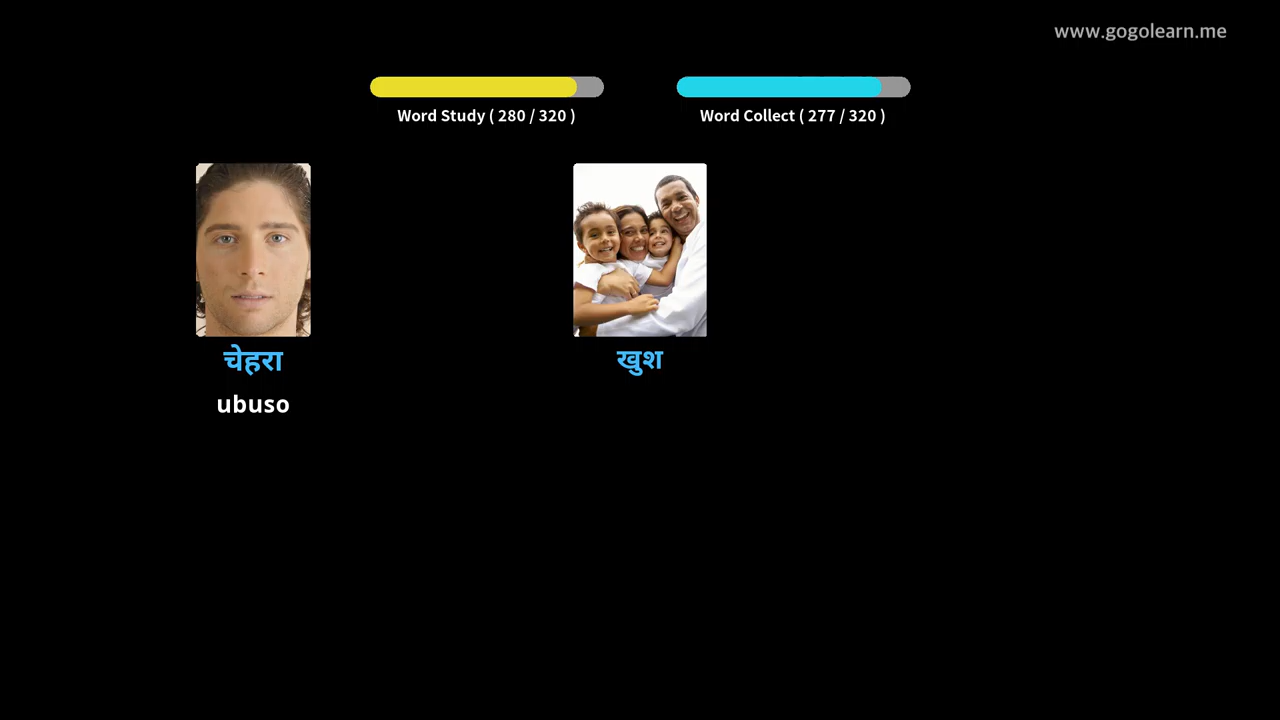 www.gogolearn.me
Word Study ( 280 / 320 )
Word Collect ( 277 / 320 )
चेहरा
खुश
ubuso